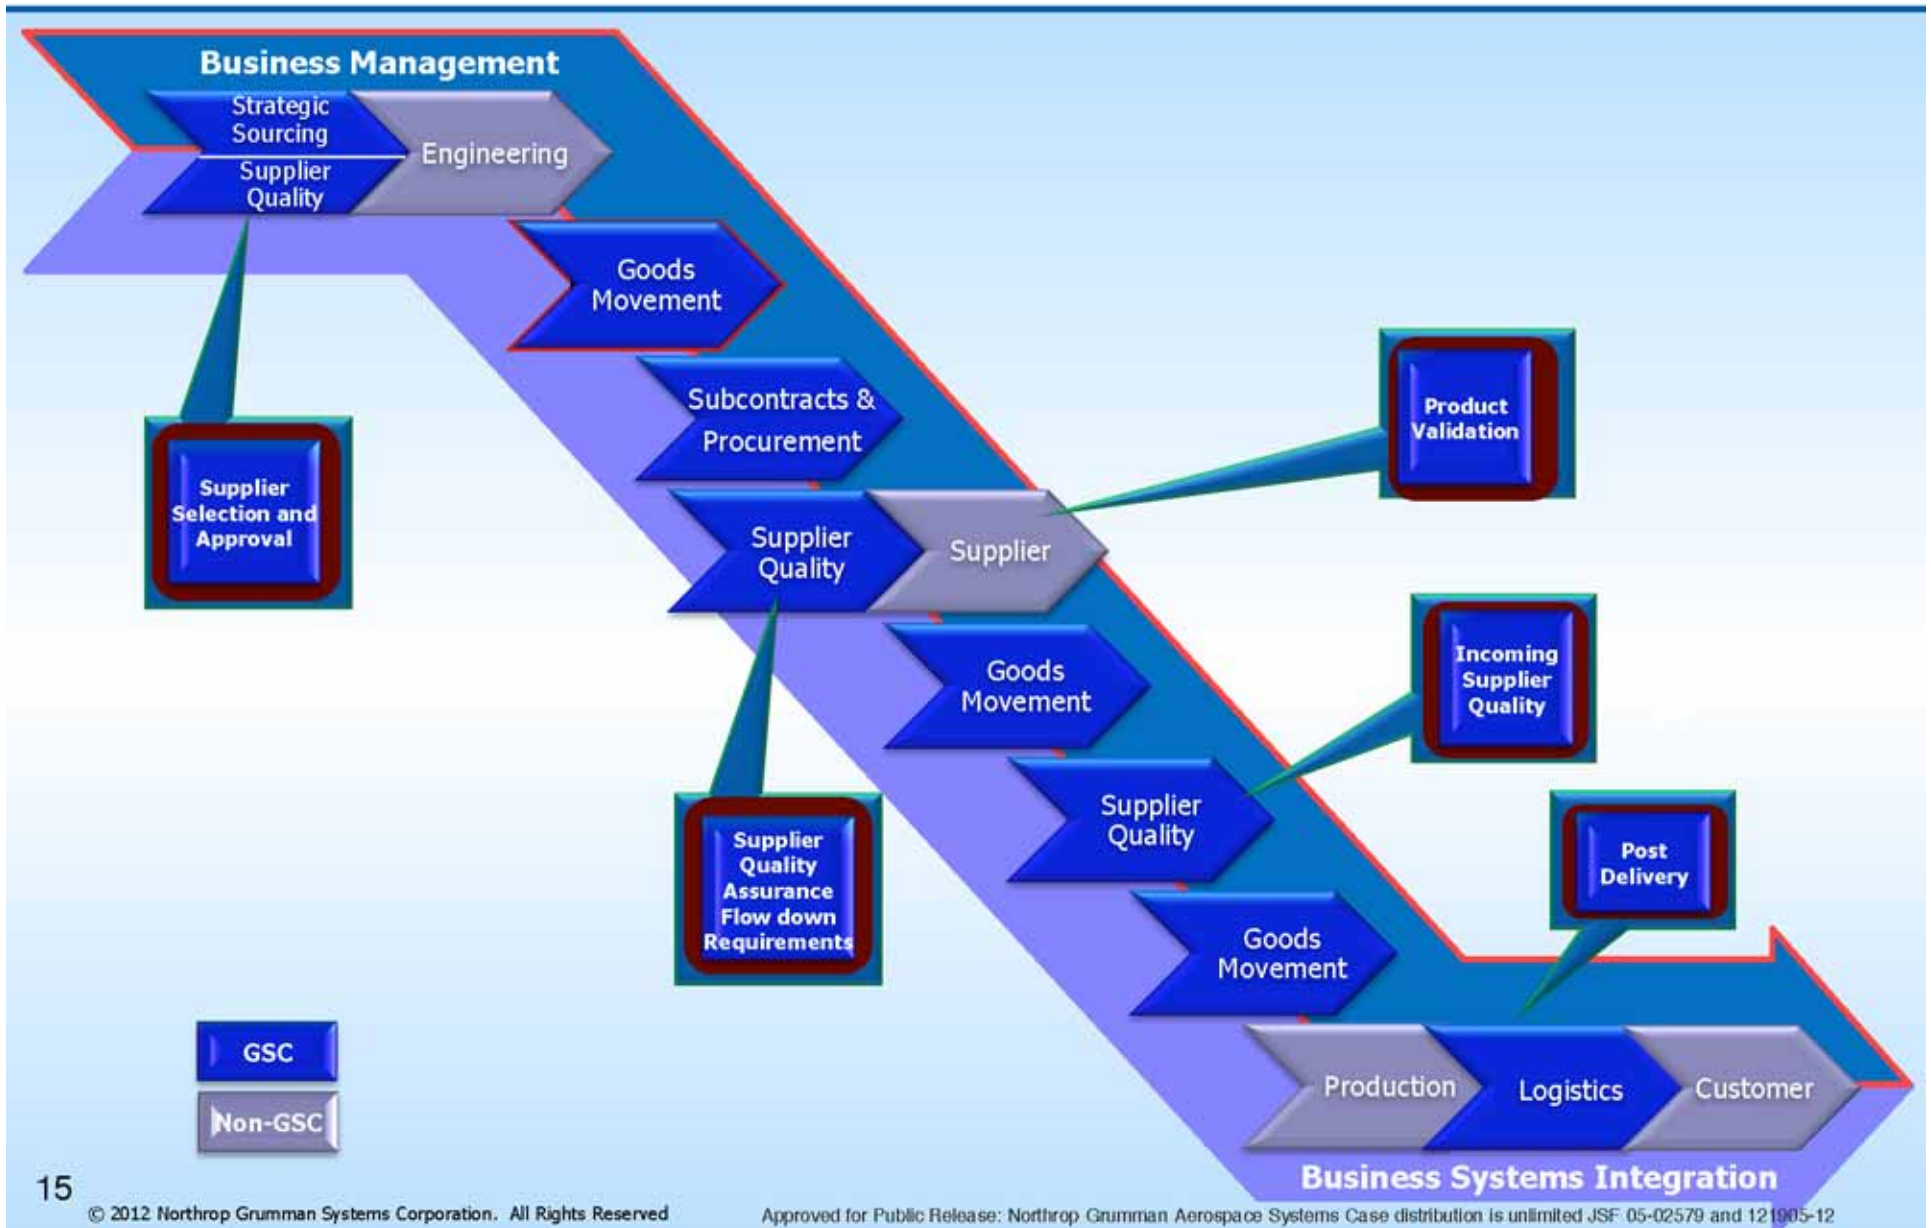 Business Management
Strategic
Sourcing
Supplier
Quality
Engineering
Goods
Movement
Subcontracts &
Procurement
Product
Validation
Supplier
Selection and
Approval
Supplier
Quality
Supplier
Goods
Movement
Incoming
Supplier
Quality
Supplier
Quality
Supplier
Quality
Assurance
Flow down
Requirements
Post
Delivery
Goods
Movement
GSC
Non-GSC
Production
Logistics
Customer
Business Systems Integration
15
© 2012 Northrop Grumman Systems Corporation. All Rights Reserved
Approved for Public Release: Northrop Grumman Aerospace Systems Case distribution is unlimited JSF 05-02579 and 121905-12